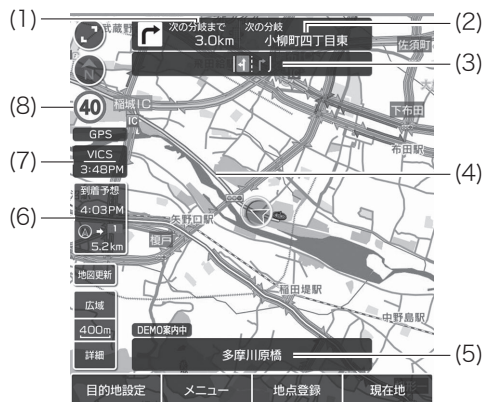 (1)
(2)
武蔵野
次の分岐まで
3.0km
次の分岐
小柳町四丁目東
佐須町
(3)
N
(8)
40
稲城IC
IC
下布田
布田駅
GPS
(7)
VICS
3:48PM
(4)
到着予想
4:03PM
(6)
A
1
5.2km
矢野口駅
榎戸
地図更新
稲田堤駅
広域
400m
詳細
中野島駅
DEMO案内中
多摩川原橋
(5)
目的地設定
メニュー
地点登録
現在地